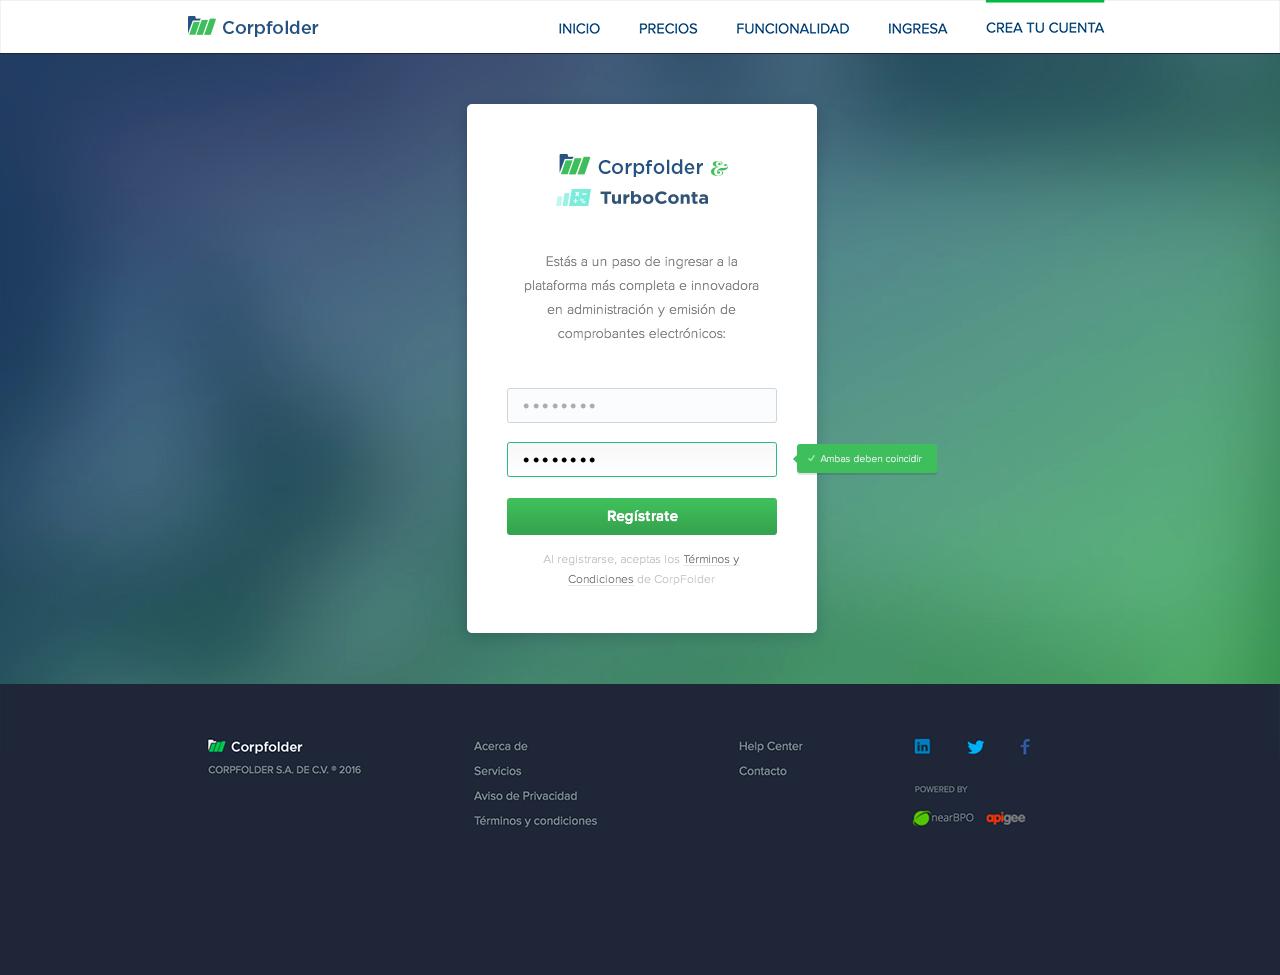 Corpfolder
INICIO
PRECIOS
FUNCIONALIDAD
INGRESA
CREA TU CUENTA
Corpfolder &
TurboConta
Estás a un paso de ingresar a la
plataforma más completa e innovadora
en administración y emisión de
comprobantes electrónicos:
Ambas deben coincidir
Regístrate
Al registrarse, aceptas los Términos y
Condiciones de CorpFolder
Corpfolder
CORPFOLDER S.A. DE C.V. ® 2016
Acerca de
Servicios
Aviso de Privacidad
Términos y condiciones
Help Center
Contacto
POWERED BY
nearBPO
apigee